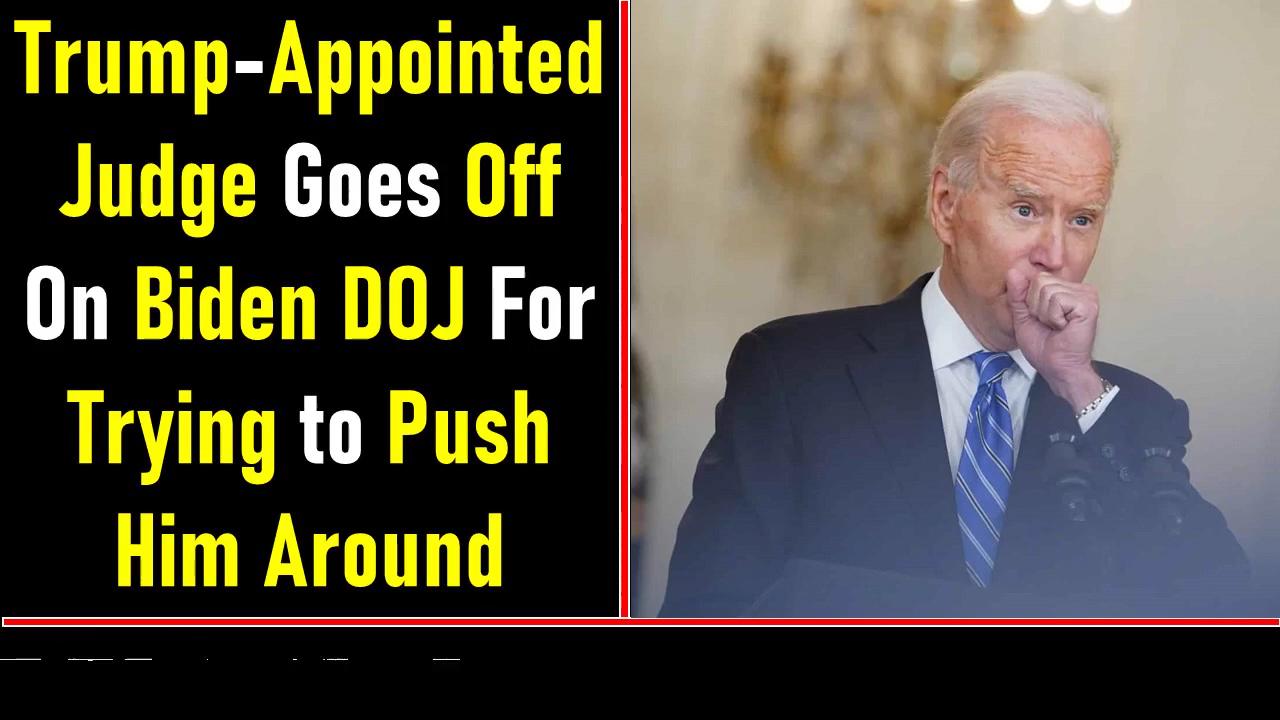 Trump-Appointed
Judge Goes Off
On Biden DOJ For
Trying to Push
Him Around